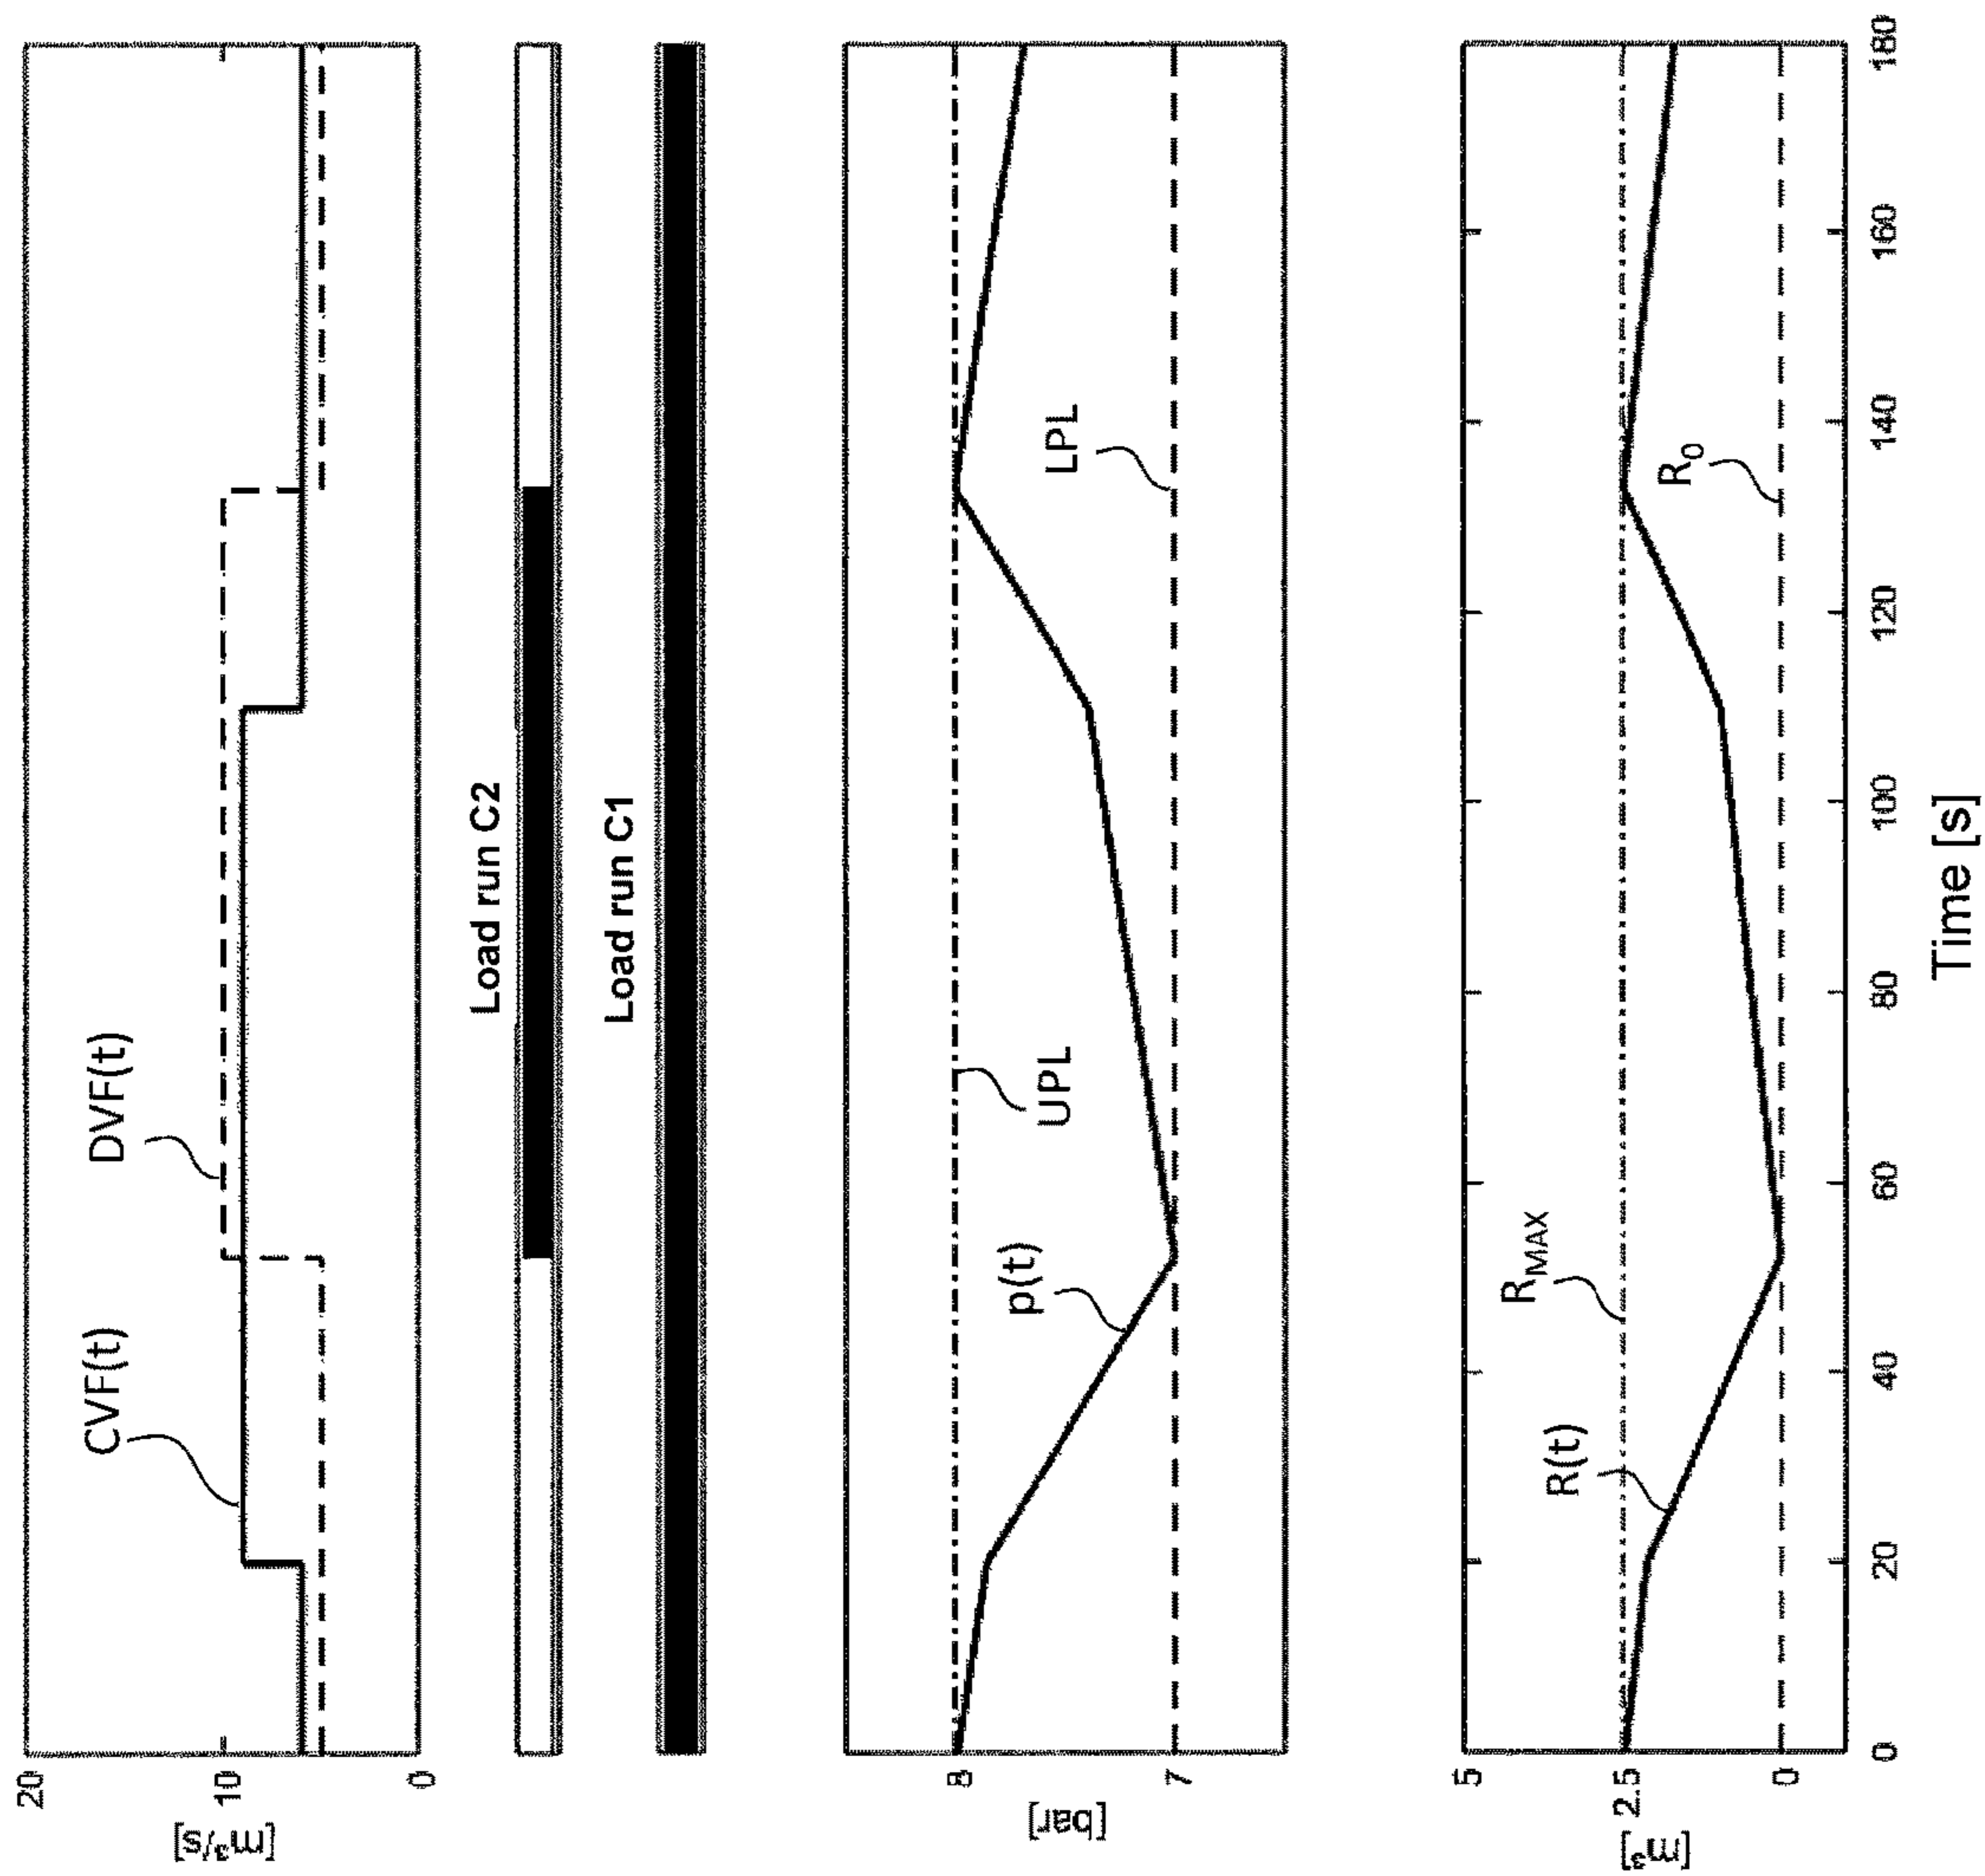 20
10
0
[m³/s]
CVF(t)
DVF(t)
Load run C2
Load run C1
8
7
[bar]
p(t)
UPL
LPL
5
2.5
0
[m³]
R(t)
R_MAX
R₀
0 20 40 60 80 100 120 140 160 180
Time [s]